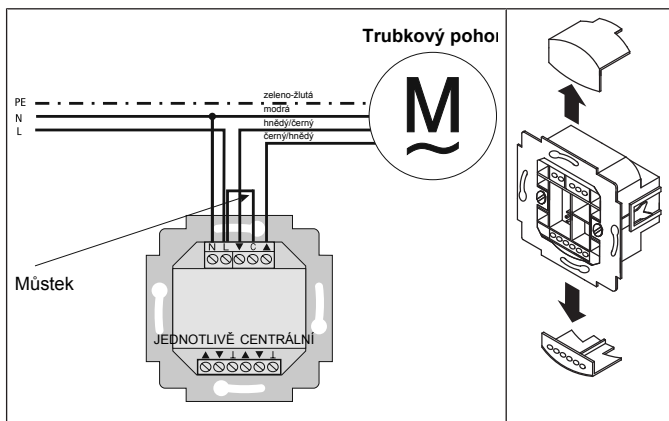 Trubkový pohon
zeleno-žlutá
PE
modrá
N
hnědý/černý
L
černý/hnědý
M
~
N L ▼ C ▲
Můstek
JEDNOTLIVĚ CENTRÁLNÍ
▲ ▼ ⊥ ▲ ▼ ⊥